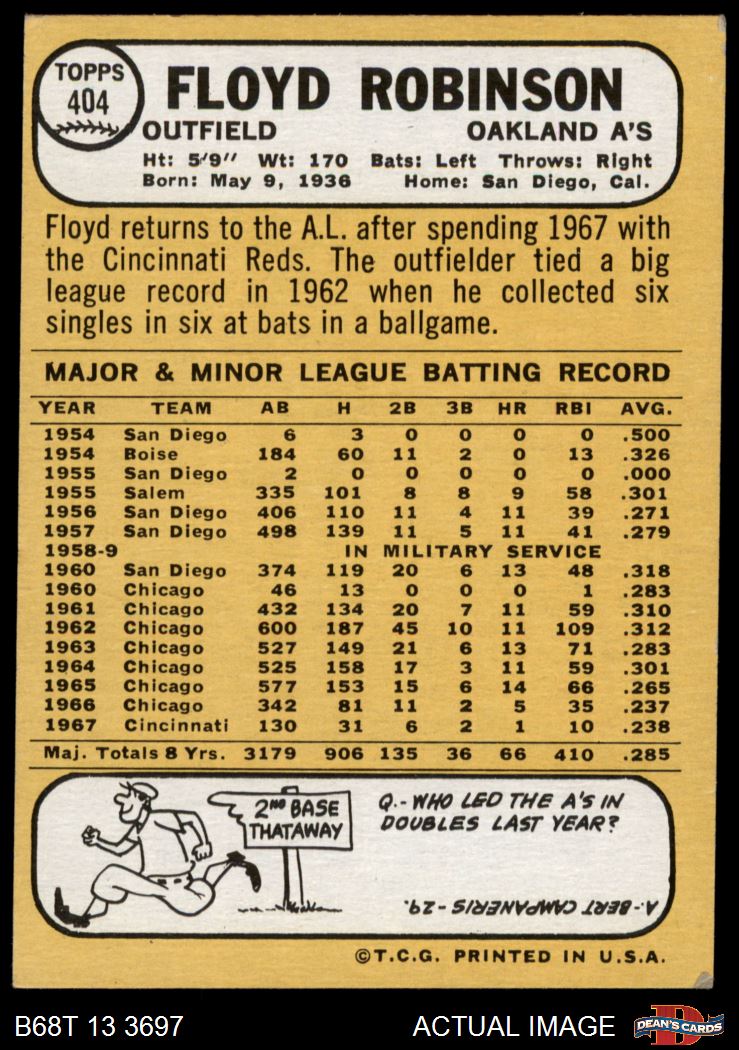 TOPPS
404
FLOYD ROBINSON
OUTFIELD OAKLAND A'S
Ht: 5'9" Wt: 170 Bats: Left Throws: Right
Born: May 9, 1936 Home: San Diego, Cal.
Floyd returns to the A.L. after spending 1967 with
the Cincinnati Reds. The outfielder tied a big
league record in 1962 when he collected six
singles in six at bats in a ballgame.
MAJOR & MINOR LEAGUE BATTING RECORD
YEAR TEAM AB H 2B 3B HR RBI AVG.
1954 San Diego 6 3 0 0 0 0 .500
1954 Boise 184 60 11 2 0 13 .326
1955 San Diego 2 0 0 0 0 0 .000
1955 Salem 335 101 8 8 9 58 .301
1956 San Diego 406 110 11 4 11 39 .271
1957 San Diego 498 139 11 5 11 41 .279
1958-9 IN MILITARY SERVICE
1960 San Diego 374 119 20 6 13 48 .318
1960 Chicago 46 13 0 0 0 1 .283
1961 Chicago 432 134 20 7 11 59 .310
1962 Chicago 600 187 45 10 11 109 .312
1963 Chicago 527 149 21 6 13 71 .283
1964 Chicago 525 158 17 3 11 59 .301
1965 Chicago 577 153 15 6 14 66 .265
1966 Chicago 342 81 11 2 5 35 .237
1967 Cincinnati 130 31 6 2 1 10 .238
Maj. Totals 8 Yrs. 3179 906 135 36 66 410 .285
2ND BASE
THATAWAY
Q.- WHO LED THE A'S IN
DOUBLES LAST YEAR?
A.- BERT CAMPANERIS - 29.
©T.C.G. PRINTED IN U.S.A.
B68T 13 3697 ACTUAL IMAGE
DEAN'S CARDS